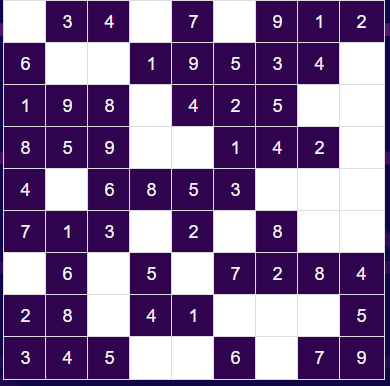 3 4 7 9 1 2
6 1 9 5 3 4
1 9 8 4 2 5
8 5 9 1 4 2
4 6 8 5 3
7 1 3 2 8
6 5 7 2 8 4
2 8 4 1 5
3 4 5 6 7 9